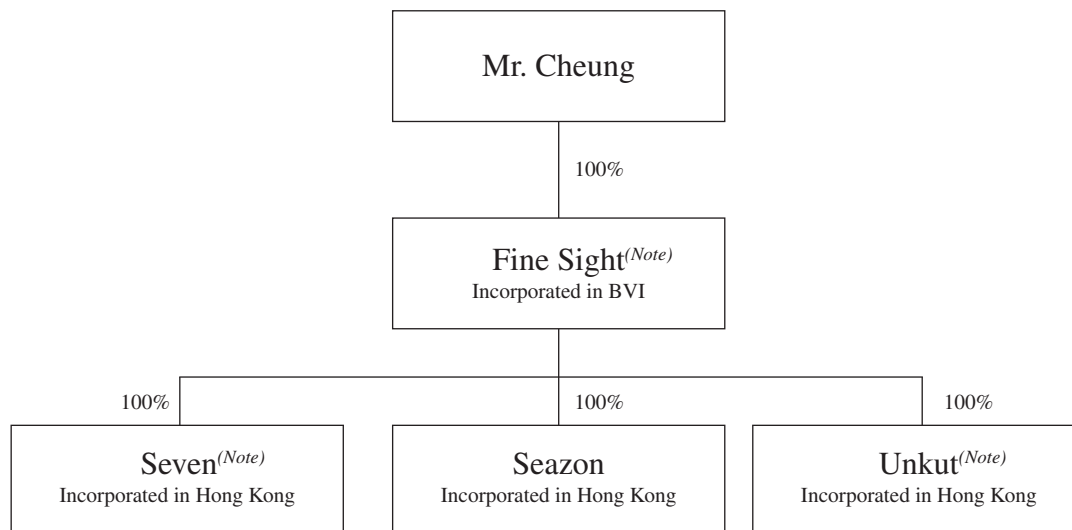 Mr. Cheung
100%
Fine Sight(Note)
Incorporated in BVI
100%
100%
100%
Seven(Note)
Incorporated in Hong Kong
Seazon
Incorporated in Hong Kong
Unkut(Note)
Incorporated in Hong Kong